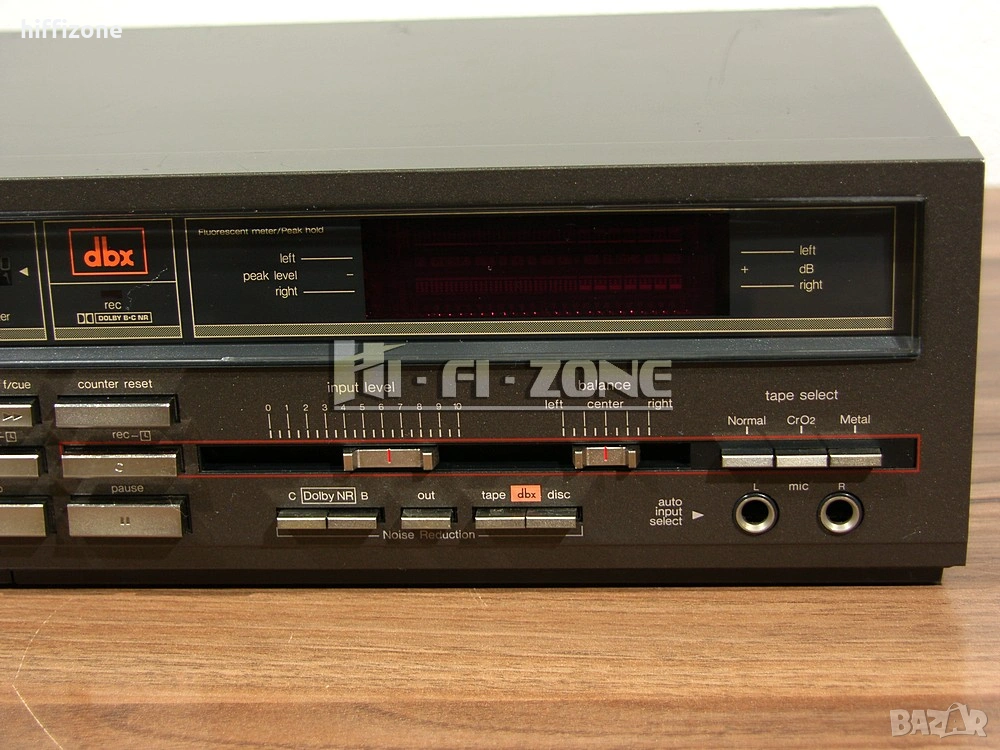 hiffizone
dbx
rec
DOLBY B·C NR
Fluorescent meter/Peak hold
left
peak level
right
–
left
+ dB
right
HI-FI-ZONE
f/cue
counter reset
rec–
pause
input level
0 1 2 3 4 5 6 7 8 9 10
balance
left center right
tape select
Normal CrO2 Metal
C Dolby NR B
out
tape dbx disc
Noise Reduction
auto
input
select
L mic R
BAZAR